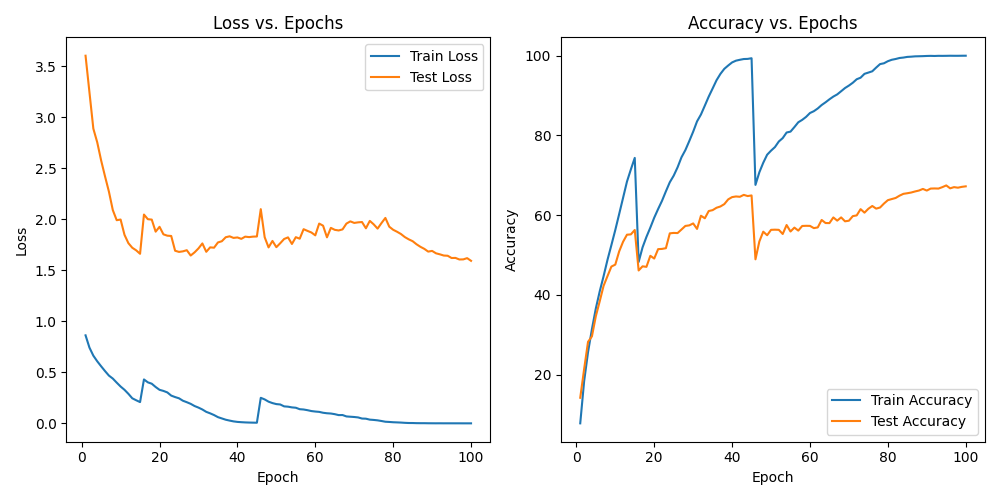 Loss vs. Epochs
Train Loss
Test Loss
3.5
3.0
2.5
2.0
1.5
1.0
0.5
0.0
Loss
0 20 40 60 80 100
Epoch
Accuracy vs. Epochs
100
80
60
40
20
Accuracy
Train Accuracy
Test Accuracy
0 20 40 60 80 100
Epoch